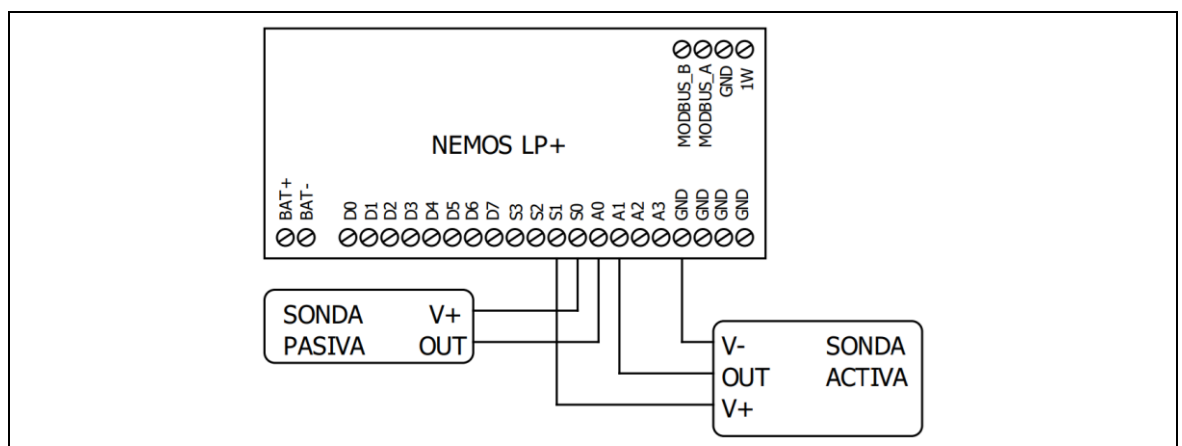 MODBUS_B
MODBUS_A
GND
1W
NEMOS LP+
BAT+
BAT-
D0
D1
D2
D3
D4
D5
D6
D7
S3
S2
S1
S0
A0
A1
A2
A3
GND
GND
GND
GND
SONDA V+
PASIVA OUT
V- SONDA
OUT ACTIVA
V+